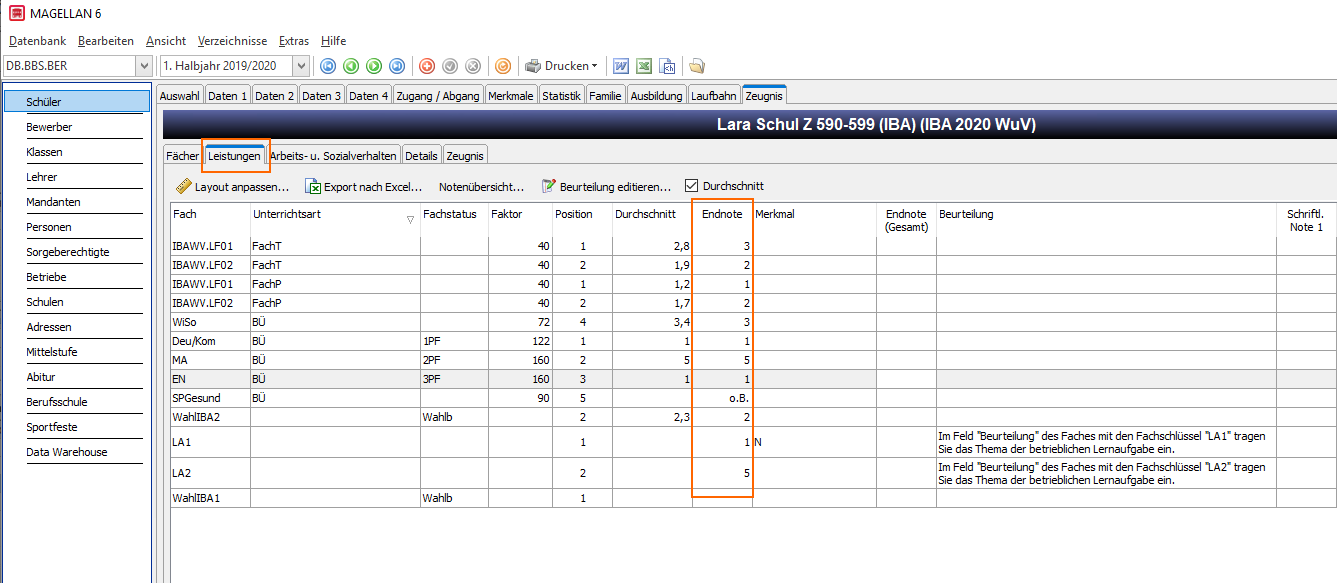 MAGELLAN 6
Datenbank Bearbeiten Ansicht Verzeichnisse Extras Hilfe
DB.BBS.BER 1. Halbjahr 2019/2020 Drucken
Schüler
Bewerber
Klassen
Lehrer
Mandanten
Personen
Sorgeberechtigte
Betriebe
Schulen
Adressen
Mittelstufe
Abitur
Berufsschule
Sportfeste
Data Warehouse
Auswahl Daten 1 Daten 2 Daten 3 Daten 4 Zugang / Abgang Merkmale Statistik Familie Ausbildung Laufbahn Zeugnis
Lara Schul Z 590-599 (IBA) (IBA 2020 WuV)
Fächer Leistungen Arbeits- u. Sozialverhalten Details Zeugnis
Layout anpassen... Export nach Excel... Notenübersicht... Beurteilung editieren... Durchschnitt
Fach Unterrichtsart Fachstatus Faktor Position Durchschnitt Endnote Merkmal Endnote (Gesamt) Beurteilung Schriftl. Note 1
IBAWV.LF01 FachT 40 1 2,8 3
IBAWV.LF02 FachT 40 2 1,9 2
IBAWV.LF01 FachP 40 1 1,2 1
IBAWV.LF02 FachP 40 2 1,7 2
WiSo BÜ 72 4 3,4 3
Deu/Kom BÜ 1PF 122 1 1 1
MA BÜ 2PF 160 2 5 5
EN BÜ 3PF 160 3 1 1
SPGesund BÜ 90 5 o.B.
WahlIBA2 Wahlb 2 2,3 2
LA1 1 1 N Im Feld "Beurteilung" des Faches mit den Fachschlüssel "LA1" tragen
Sie das Thema der betrieblichen Lernaufgabe ein.
LA2 2 5 Im Feld "Beurteilung" des Faches mit den Fachschlüssel "LA2" tragen
Sie das Thema der betrieblichen Lernaufgabe ein.
WahlIBA1 Wahlb 1